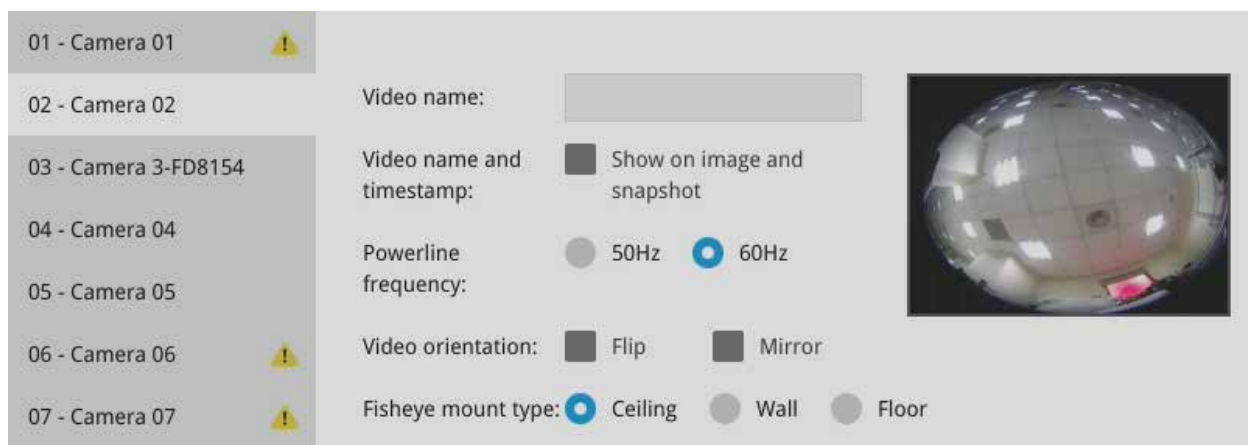 01 - Camera 01
02 - Camera 02
03 - Camera 3-FD8154
04 - Camera 04
05 - Camera 05
06 - Camera 06
07 - Camera 07
Video name:
Video name and
timestamp:
Show on image and
snapshot
Powerline
frequency:
50Hz 60Hz
Video orientation: Flip Mirror
Fisheye mount type: Ceiling Wall Floor